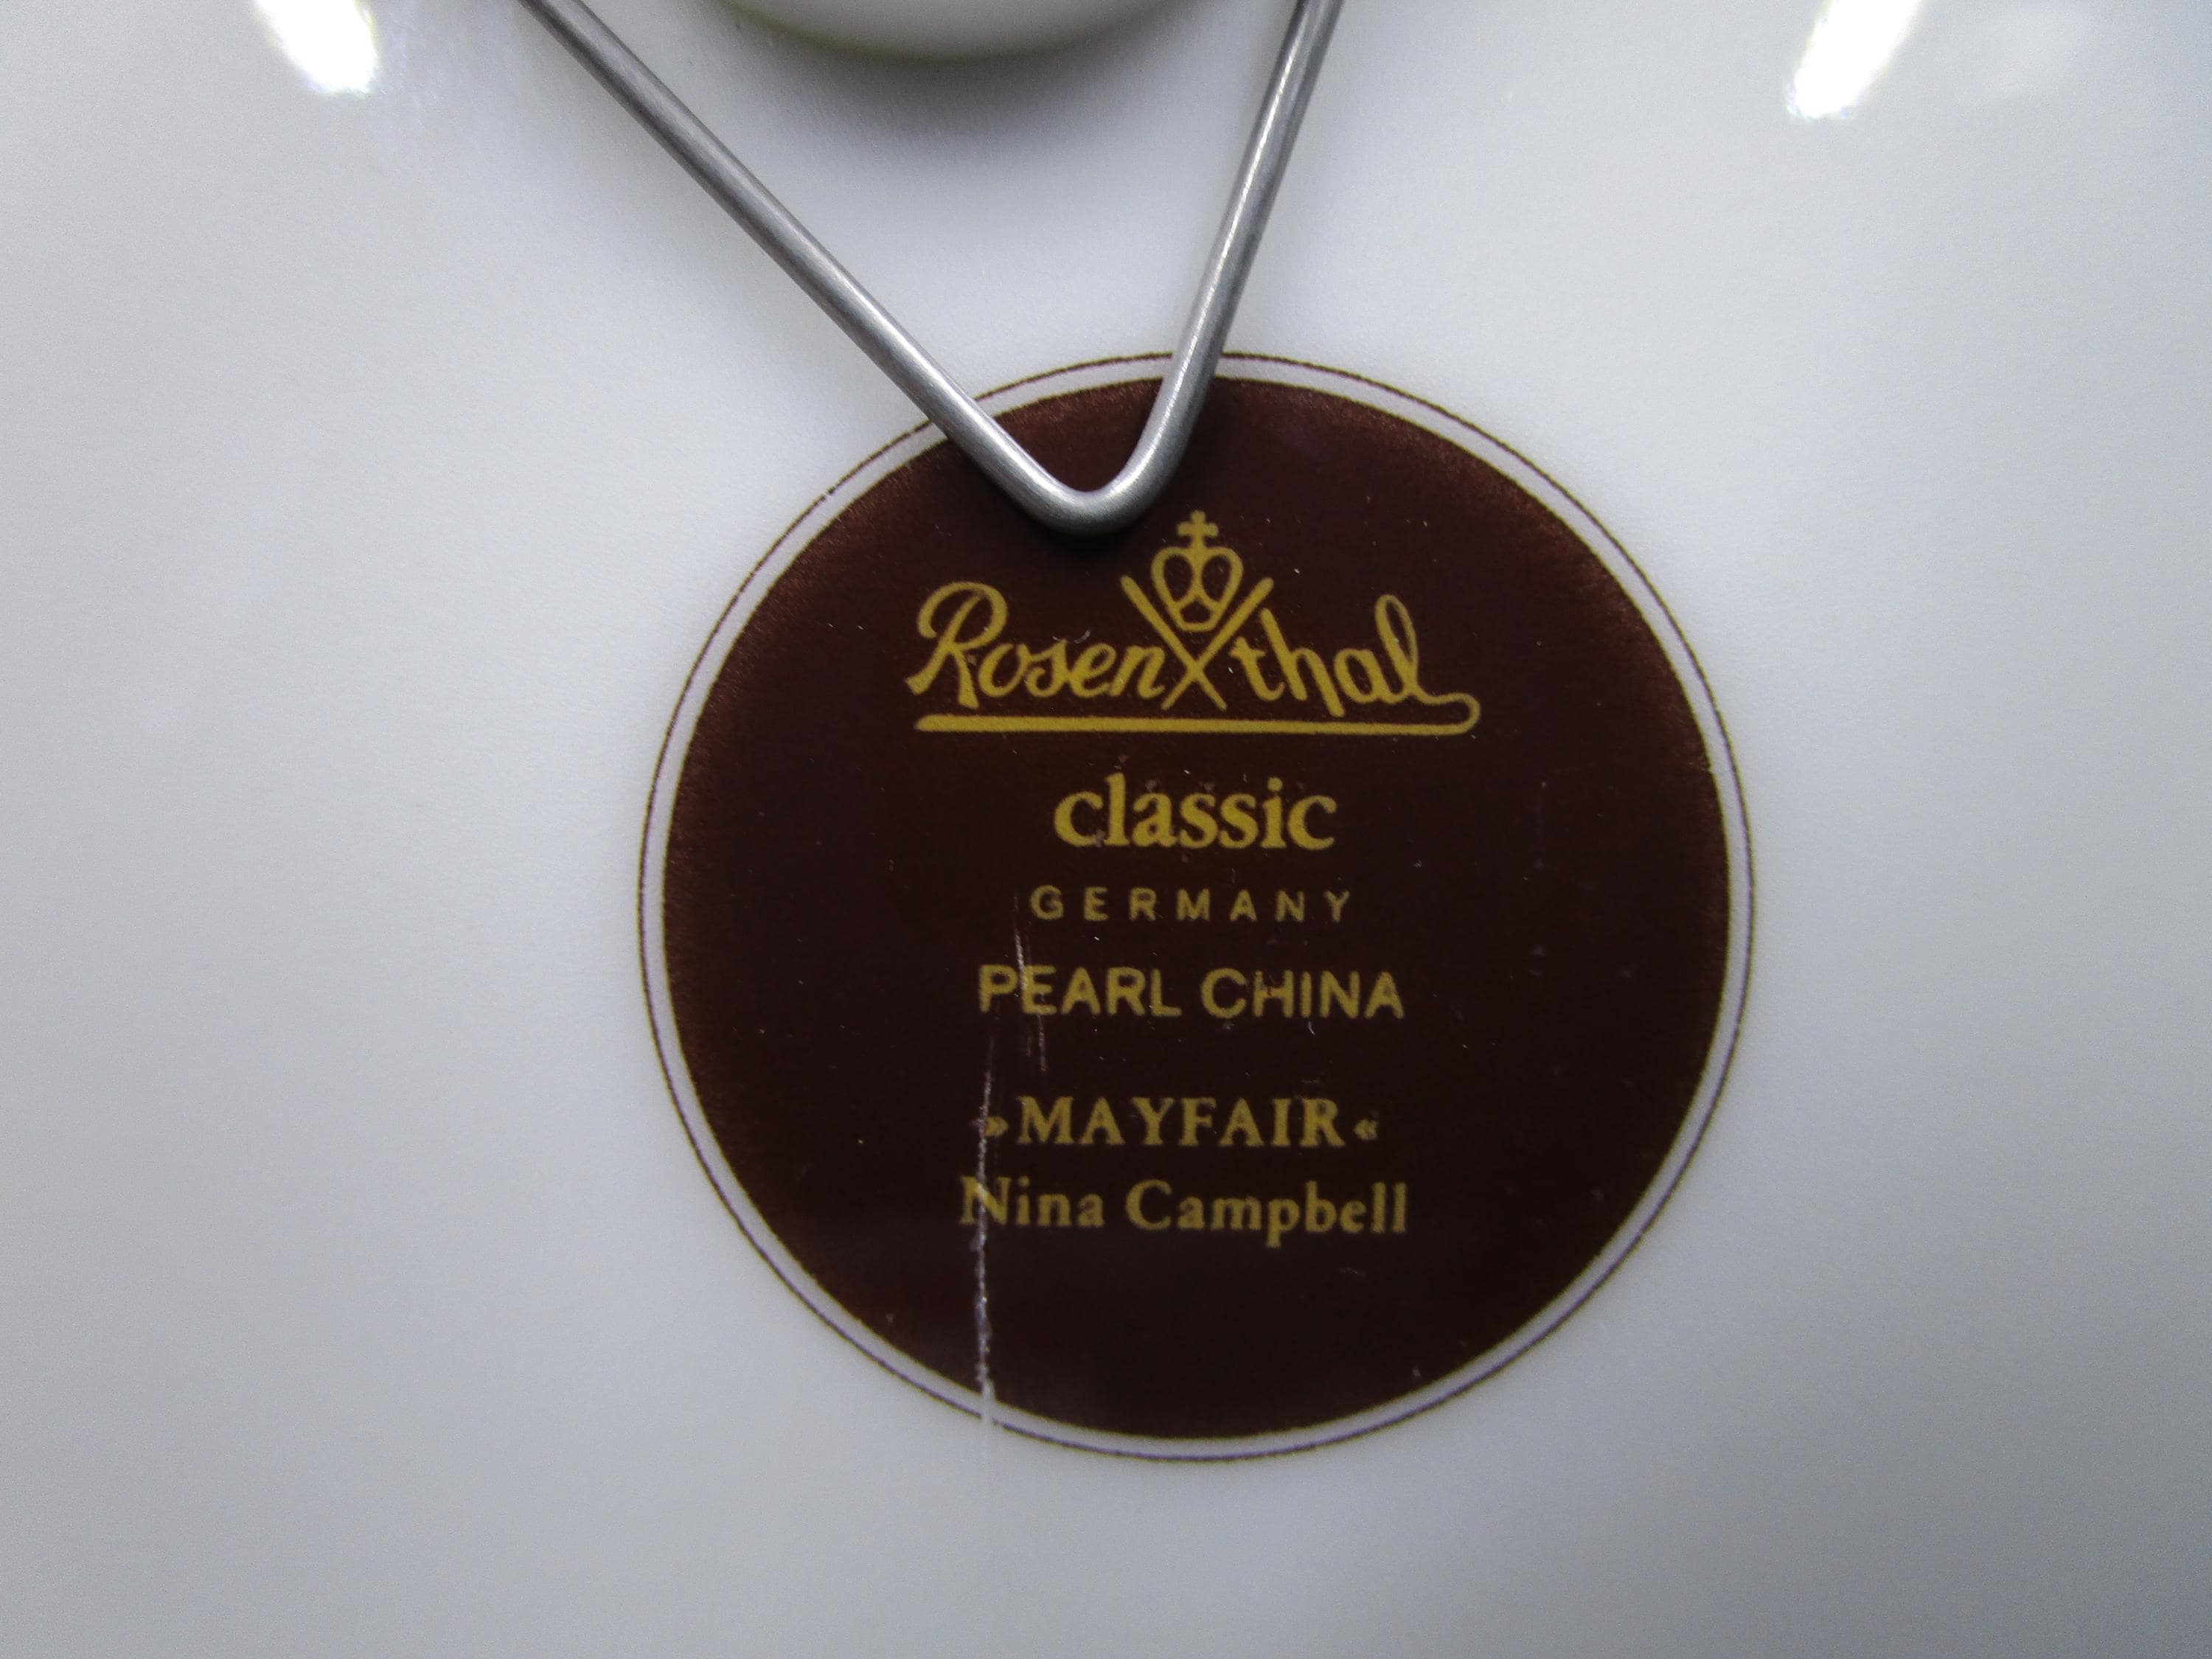 Rosenthal
classic
GERMANY
PEARL CHINA
»MAYFAIR«
Nina Campbell